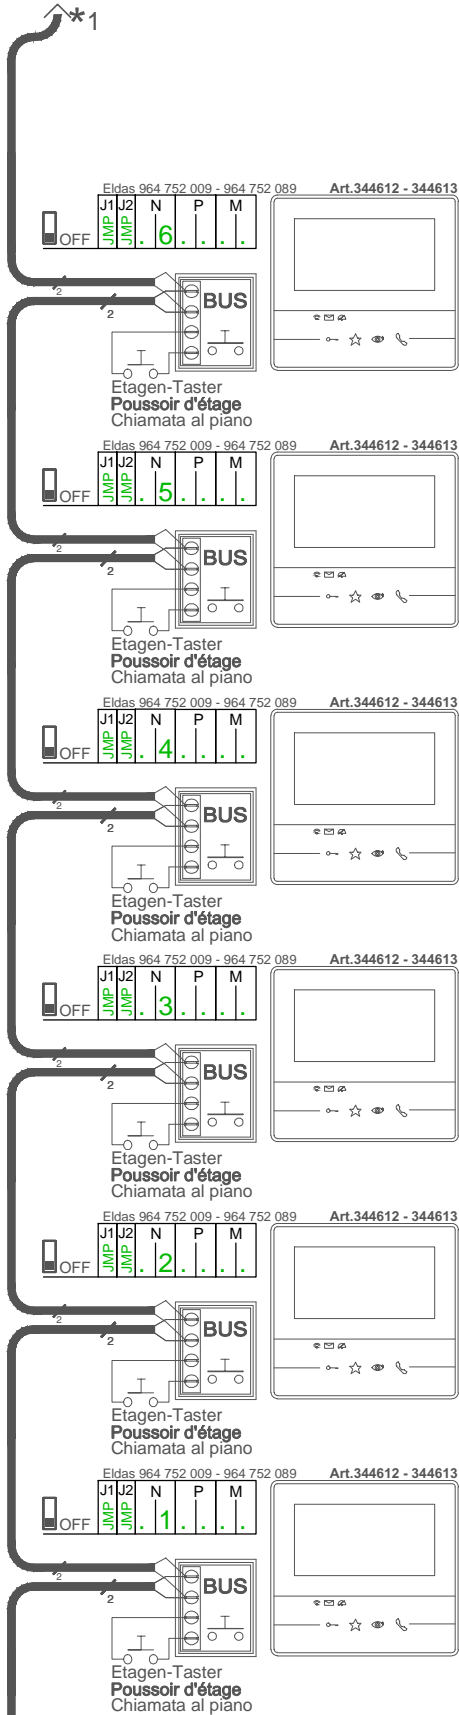 *1
Eldas 964 752 009 - 964 752 089 Art.344612 - 344613
J1 J2 N P M
OFF JMP JMP . 6 . . . .
2
BUS
2
Etagen-Taster
Poussoir d'étage
Chiamata al piano
Eldas 964 752 009 - 964 752 089 Art.344612 - 344613
J1 J2 N P M
OFF JMP JMP . 5 . . . .
2
BUS
2
Etagen-Taster
Poussoir d'étage
Chiamata al piano
Eldas 964 752 009 - 964 752 089 Art.344612 - 344613
J1 J2 N P M
OFF JMP JMP . 4 . . . .
2
BUS
2
Etagen-Taster
Poussoir d'étage
Chiamata al piano
Eldas 964 752 009 - 964 752 089 Art.344612 - 344613
J1 J2 N P M
OFF JMP JMP . 3 . . . .
2
BUS
2
Etagen-Taster
Poussoir d'étage
Chiamata al piano
Eldas 964 752 009 - 964 752 089 Art.344612 - 344613
J1 J2 N P M
OFF JMP JMP . 2 . . . .
2
BUS
2
Etagen-Taster
Poussoir d'étage
Chiamata al piano
Eldas 964 752 009 - 964 752 089 Art.344612 - 344613
J1 J2 N P M
OFF JMP JMP . 1 . . . .
2
BUS
2
Etagen-Taster
Poussoir d'étage
Chiamata al piano